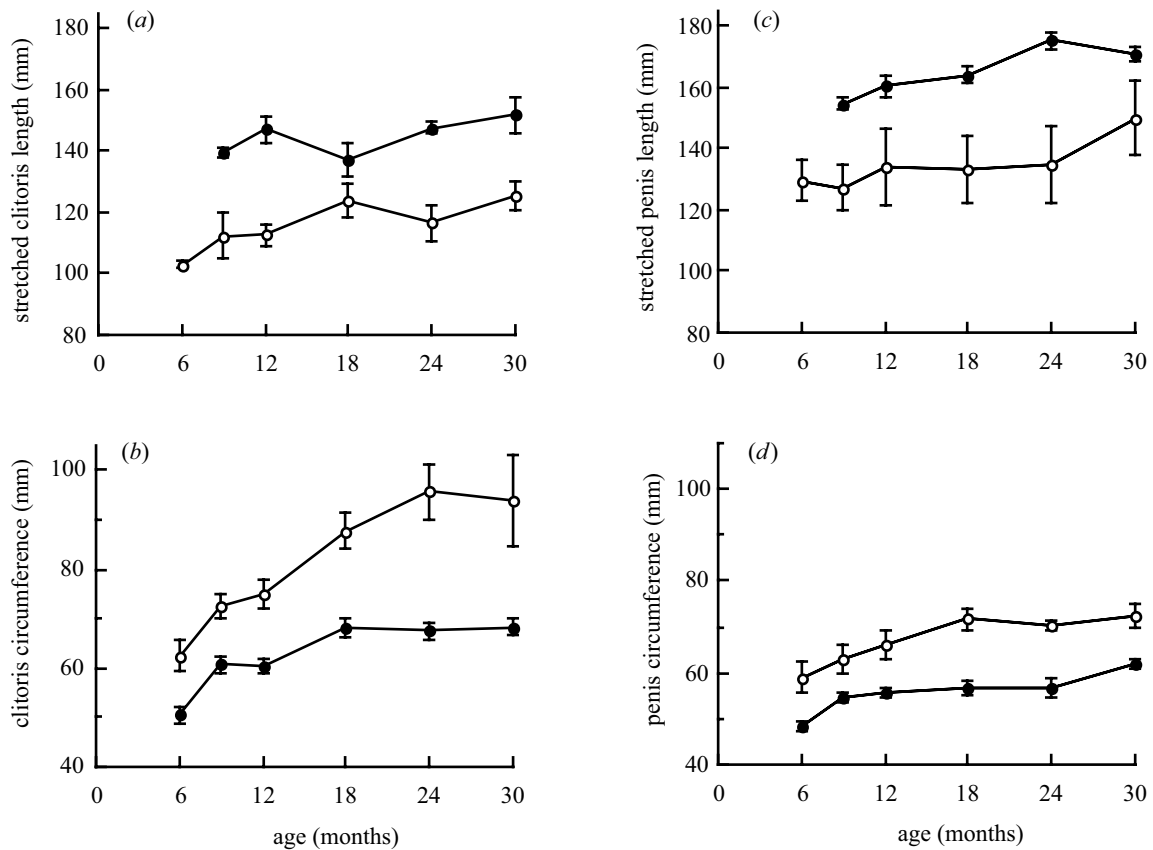 (a)
stretched clitoris length (mm)
180
160
140
120
100
80
0 6 12 18 24 30
(c)
stretched penis length (mm)
180
160
140
120
100
80
0 6 12 18 24 30
(b)
clitoris circumference (mm)
100
80
60
40
0 6 12 18 24 30
age (months)
(d)
penis circumference (mm)
100
80
60
40
0 6 12 18 24 30
age (months)